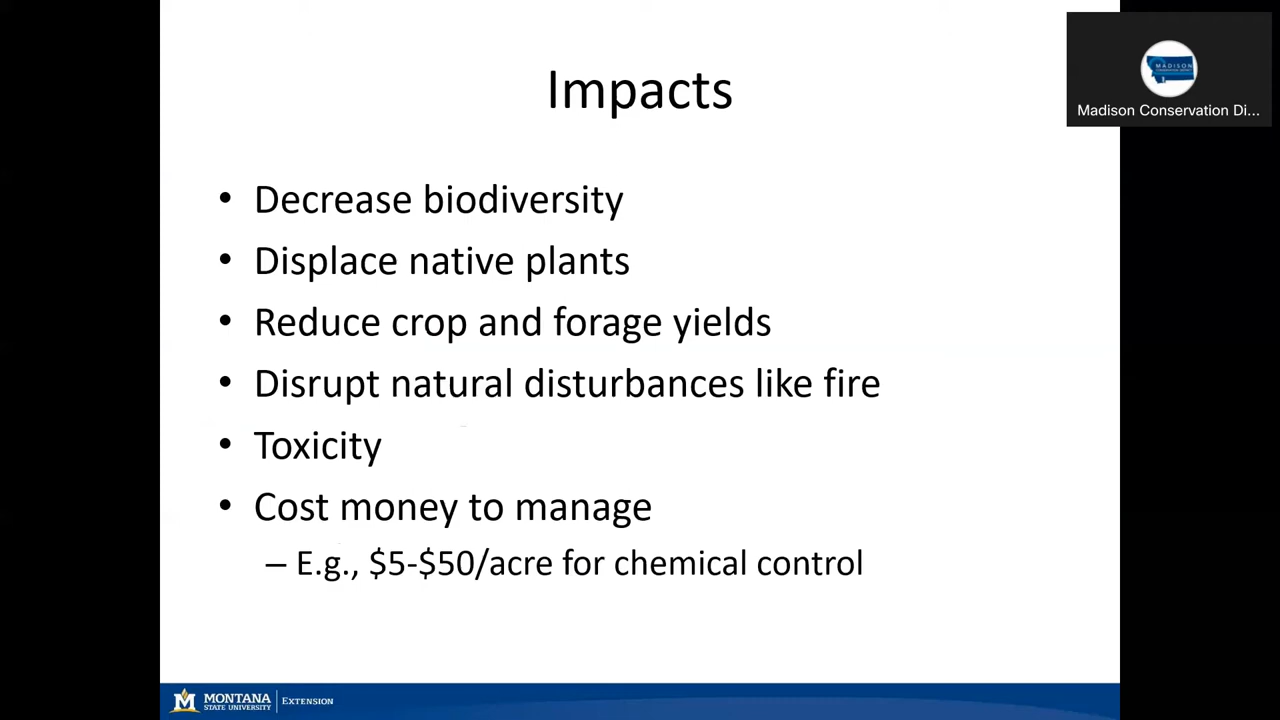 Impacts
MADISON
Madison Conservation Di...
• Decrease biodiversity
• Displace native plants
• Reduce crop and forage yields
• Disrupt natural disturbances like fire
• Toxicity
• Cost money to manage
– E.g., $5-$50/acre for chemical control
M MONTANA
STATE UNIVERSITY
EXTENSION